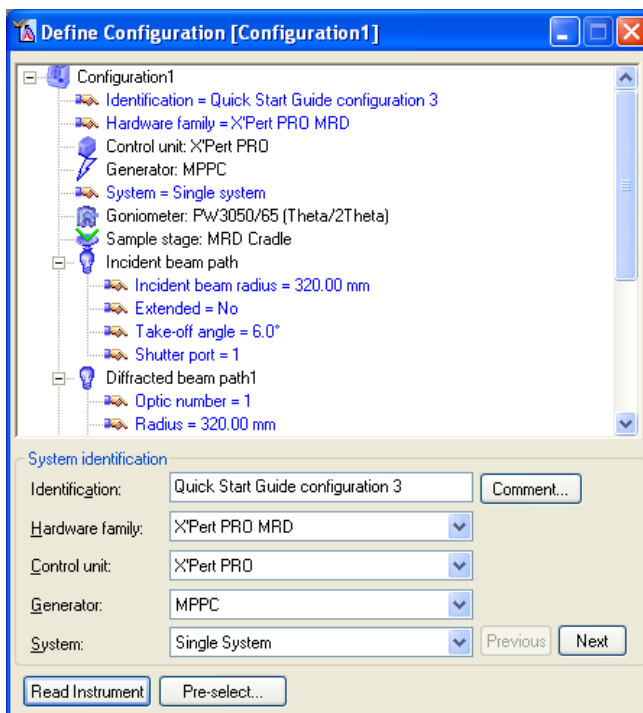 Define Configuration [Configuration1]
Configuration1
Identification = Quick Start Guide configuration 3
Hardware family = X'Pert PRO MRD
Control unit: X'Pert PRO
Generator: MPPC
System = Single system
Goniometer: PW3050/65 (Theta/2Theta)
Sample stage: MRD Cradle
Incident beam path
Incident beam radius = 320.00 mm
Extended = No
Take-off angle = 6.0°
Shutter port = 1
Diffracted beam path1
Optic number = 1
Radius = 320.00 mm
System identification
Identification: Quick Start Guide configuration 3 Comment...
Hardware family: X'Pert PRO MRD
Control unit: X'Pert PRO
Generator: MPPC
System: Single System Previous Next
Read Instrument Pre-select...